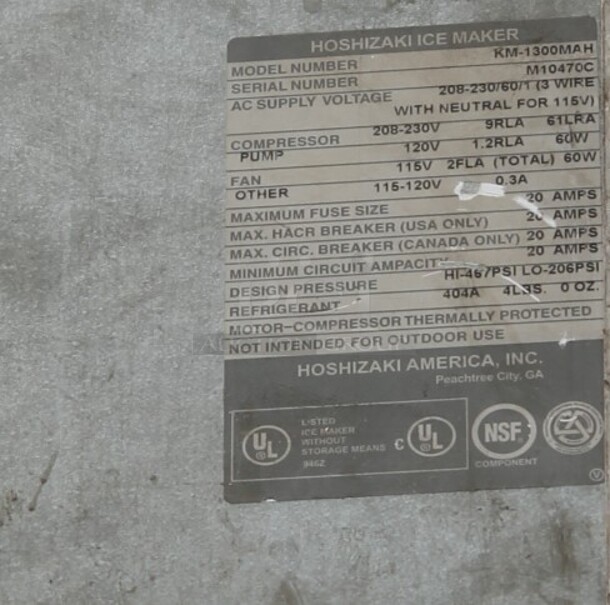 HOSHIZAKI ICE MAKER
MODEL NUMBER KM-1300MAH
SERIAL NUMBER M10470C
AC SUPPLY VOLTAGE 208-230/60/1 (3 WIRE
WITH NEUTRAL FOR 115V)
COMPRESSOR 208-230V 9RLA 61LRA
PUMP 120V 1.2RLA 60W
FAN 115V 2FLA (TOTAL) 60W
OTHER 115-120V 0.3A
MAXIMUM FUSE SIZE 20 AMPS
MAX. HACR BREAKER (USA ONLY) 20 AMPS
MAX. CIRC. BREAKER (CANADA ONLY) 20 AMPS
MINIMUM CIRCUIT AMPACITY 20 AMPS
DESIGN PRESSURE HI-467PSI LO-206PSI
REFRIGERANT 404A 4LBS. 0 OZ.
MOTOR-COMPRESSOR THERMALLY PROTECTED
NOT INTENDED FOR OUTDOOR USE
HOSHIZAKI AMERICA, INC.
Peachtree City, GA
UL ®
LISTED
ICE MAKER
WITHOUT
STORAGE MEANS
946Z
C UL ®
NSF
COMPONENT
V